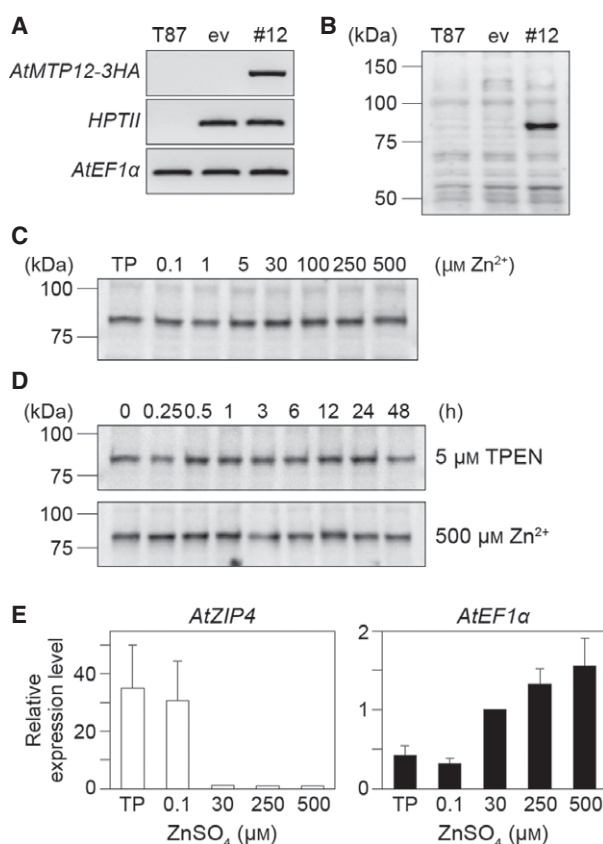 A
T87 ev #12
AtMTP12-3HA
HPTII
AtEF1α
B
(kDa) T87 ev #12
150
100
75
50
C
(kDa) TP 0.1 1 5 30 100 250 500 (µM Zn²⁺)
100
75
D
(kDa) 0 0.25 0.5 1 3 6 12 24 48 (h)
100
75
5 µM TPEN
100
75
500 µM Zn²⁺
E
AtZIP4
Relative
expression level
40
20
0
TP 0.1 30 250 500
ZnSO₄ (µM)
AtEF1α
2
1
0
TP 0.1 30 250 500
ZnSO₄ (µM)